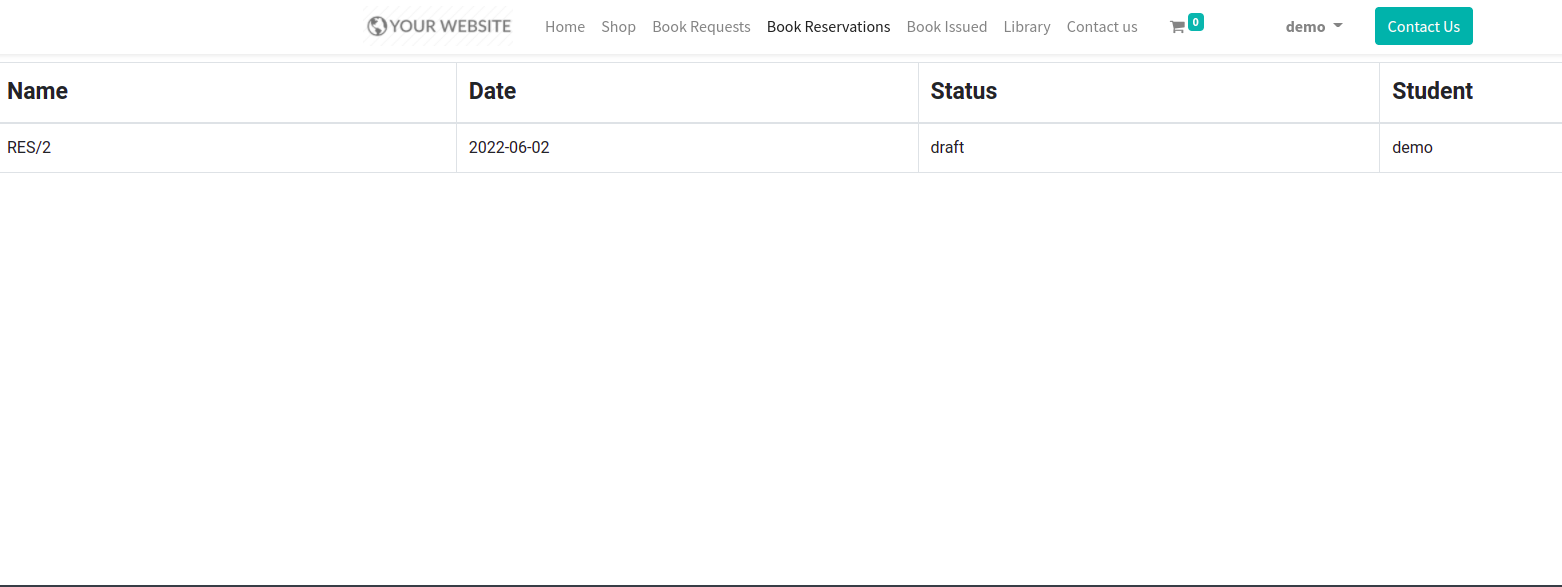 YOUR WEBSITE Home Shop Book Requests Book Reservations Book Issued Library Contact us 0 demo Contact Us
Name Date Status Student
RES/2 2022-06-02 draft demo